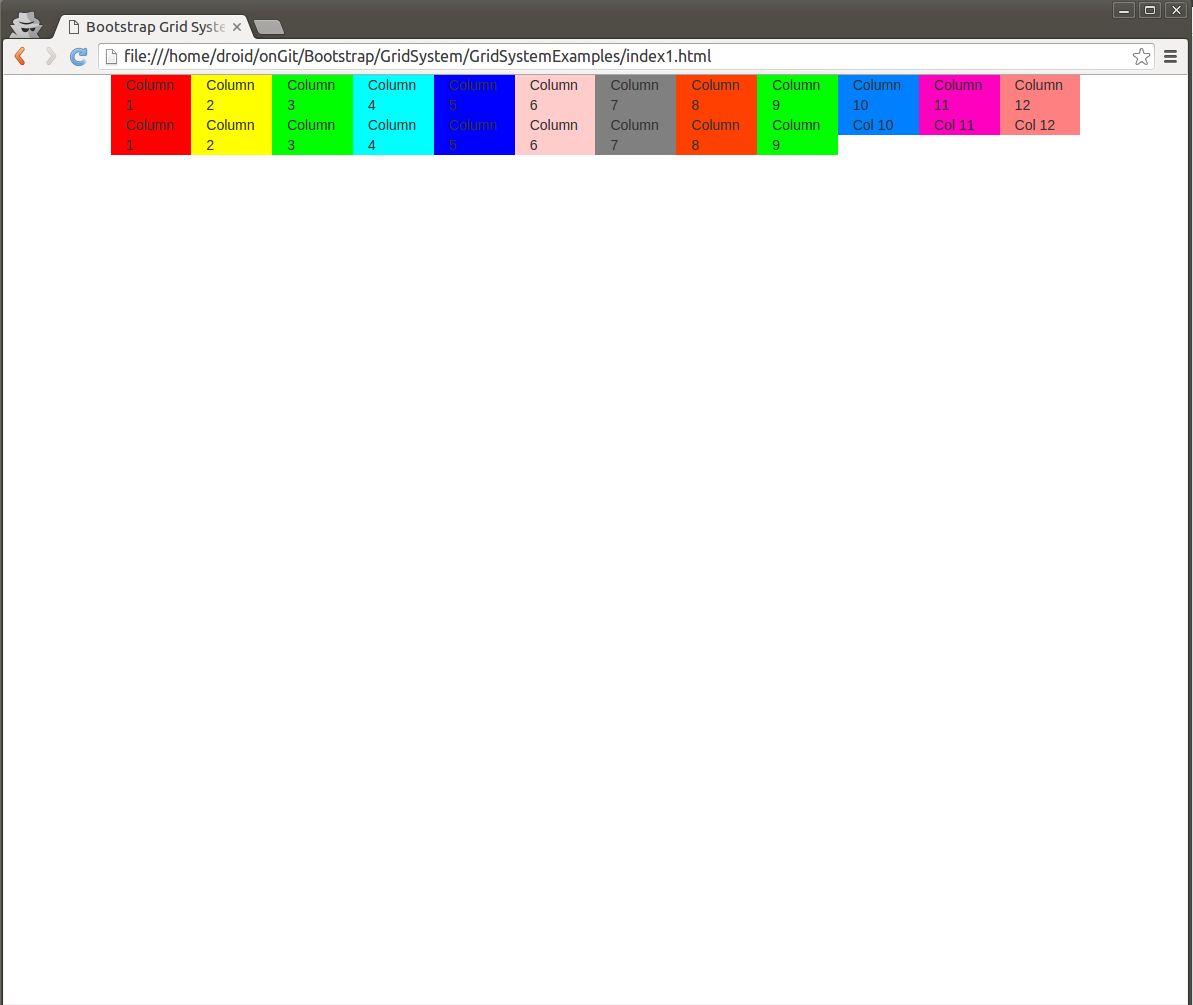 Bootstrap Grid Syste
file:///home/droid/onGit/Bootstrap/GridSystem/GridSystemExamples/index1.html
Column Column Column Column Column Column Column Column Column Column Column Column
1 2 3 4 5 6 7 8 9 10 11 12
Column Column Column Column Column Column Column Column Column Col 10 Col 11 Col 12
1 2 3 4 5 6 7 8 9